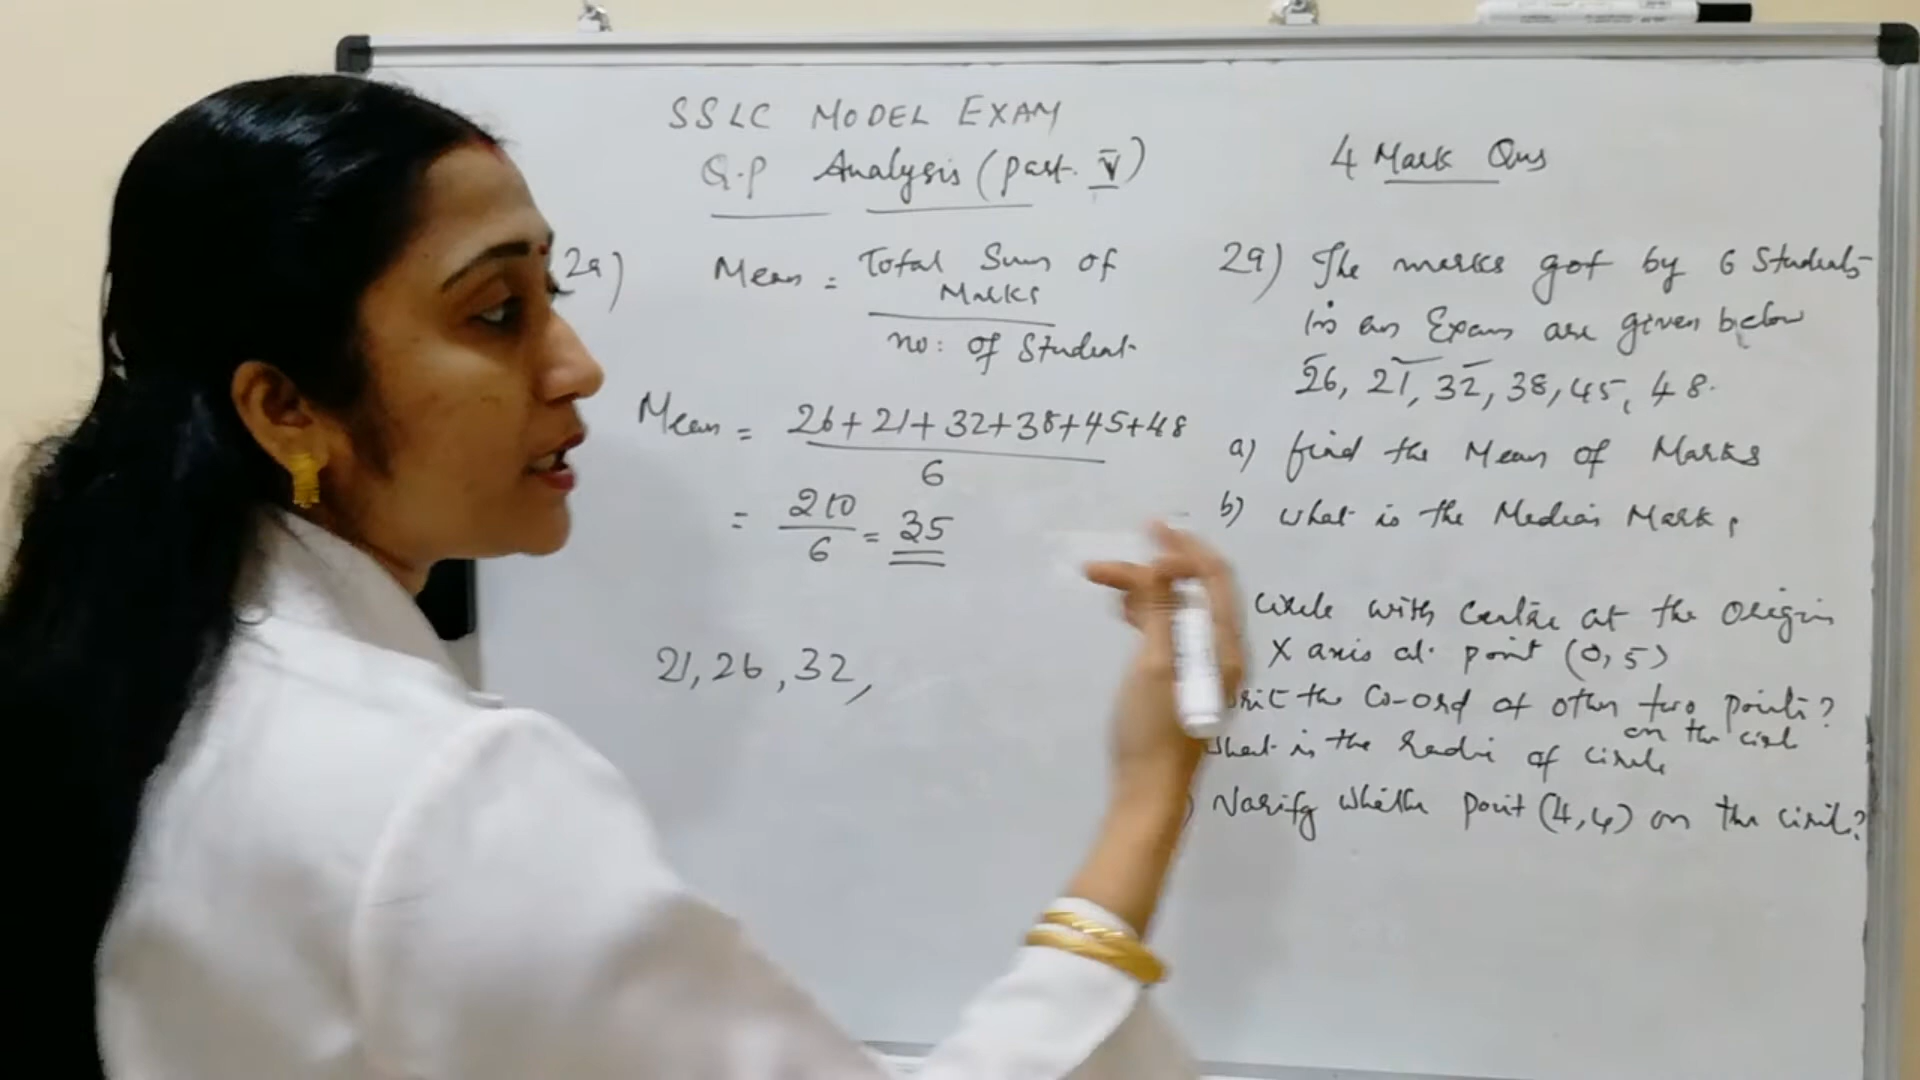 SSLC MODEL EXAM
Q.P Analysis (Part. V)
29)
Mean = Total Sum of
Marks
no: of Student
Mean = 26+21+32+38+45+48
6
= 210
6
= 35
21, 26, 32,
4 Mark Qns
29) The marks got by 6 Students
in an Exam are given below
26, 21, 32, 38, 45, 48.
a) find the Mean of Marks
b) what is the Median Marks
circle with centre at the Origin
X axis at point (0,5)
the Co-ord of other two points?
on the circl
what is the Radi of circle
) Varify whether point (4,4) on the circle?